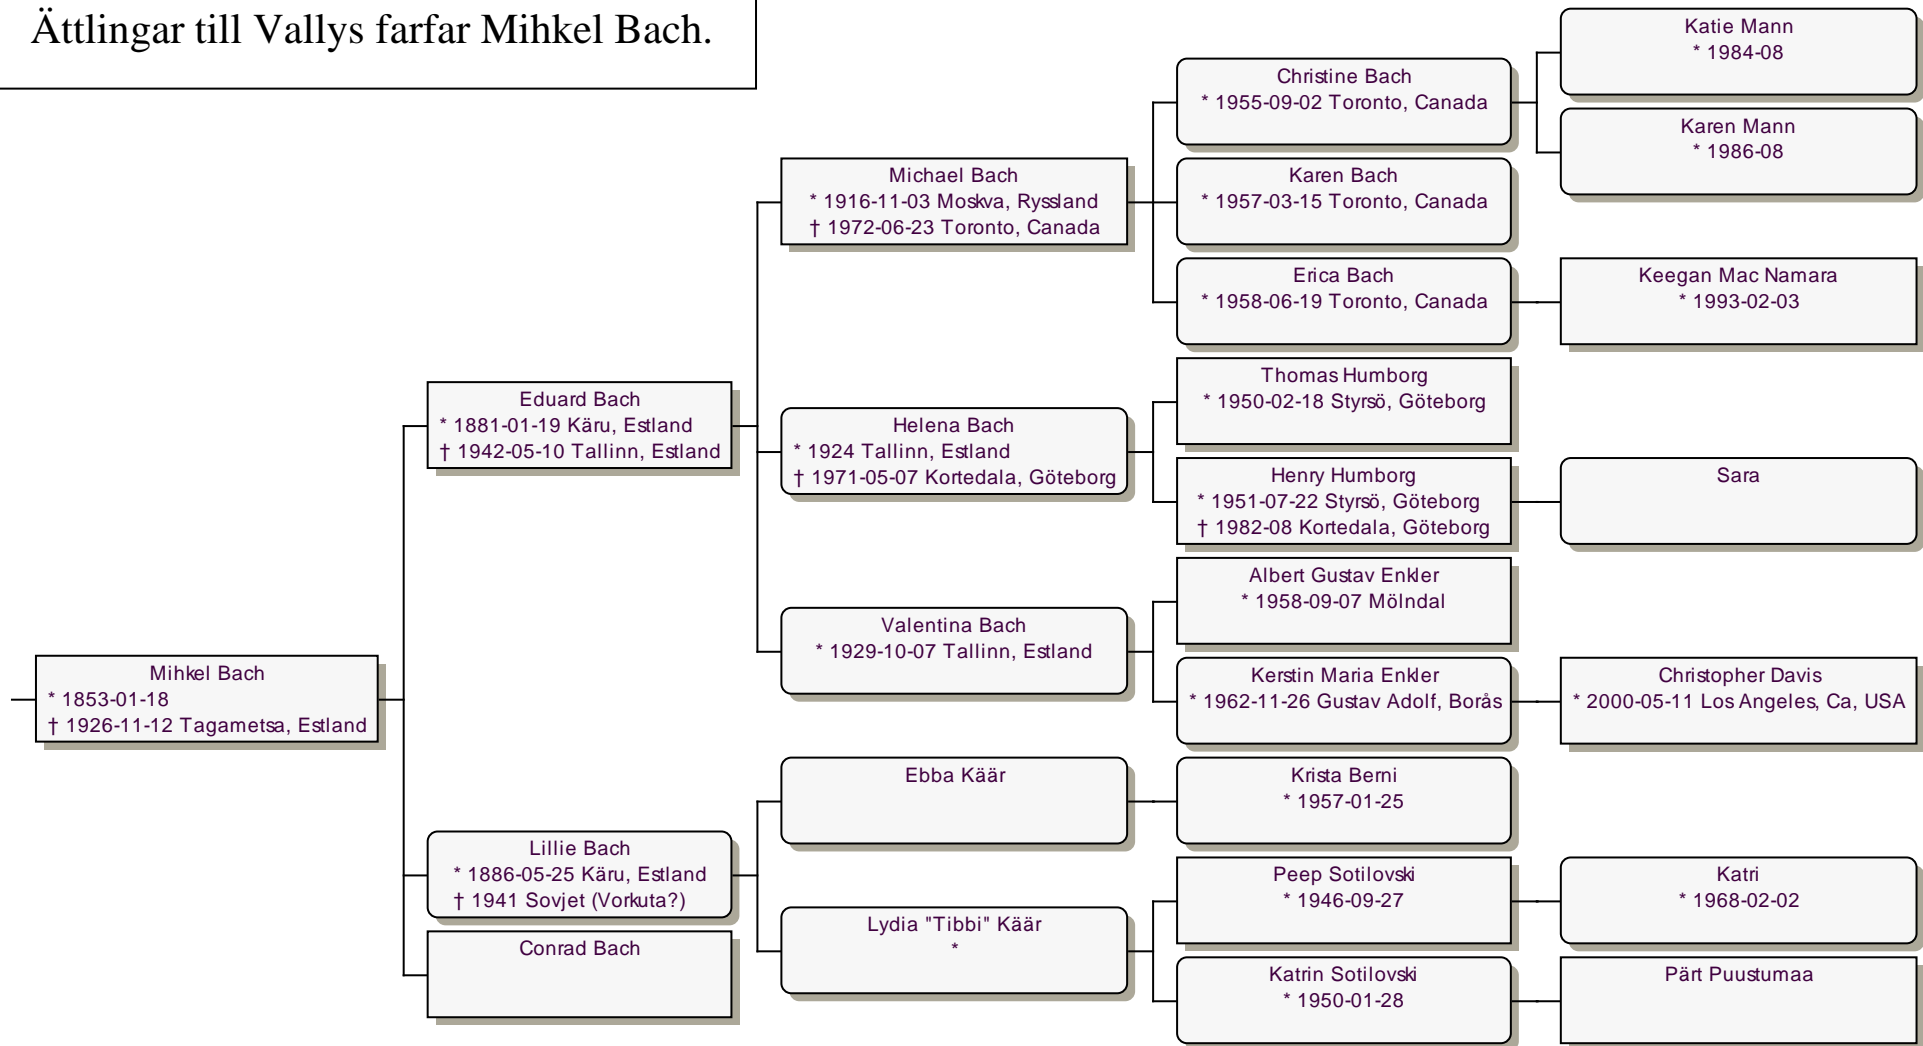 Ättlingar till Vallys farfar Mihkel Bach.
Mihkel Bach
* 1853-01-18
† 1926-11-12 Tagametsa, Estland
Eduard Bach
* 1881-01-19 Käru, Estland
† 1942-05-10 Tallinn, Estland
Lillie Bach
* 1886-05-25 Käru, Estland
† 1941 Sovjet (Vorkuta?)
Conrad Bach
Michael Bach
* 1916-11-03 Moskva, Ryssland
† 1972-06-23 Toronto, Canada
Helena Bach
* 1924 Tallinn, Estland
† 1971-05-07 Kortedala, Göteborg
Valentina Bach
* 1929-10-07 Tallinn, Estland
Ebba Käär
Lydia "Tibbi" Käär
*
Christine Bach
* 1955-09-02 Toronto, Canada
Karen Bach
* 1957-03-15 Toronto, Canada
Erica Bach
* 1958-06-19 Toronto, Canada
Thomas Humborg
* 1950-02-18 Styrsö, Göteborg
Henry Humborg
* 1951-07-22 Styrsö, Göteborg
† 1982-08 Kortedala, Göteborg
Albert Gustav Enkler
* 1958-09-07 Mölndal
Kerstin Maria Enkler
* 1962-11-26 Gustav Adolf, Borås
Krista Berni
* 1957-01-25
Peep Sotilovski
* 1946-09-27
Katrin Sotilovski
* 1950-01-28
Katie Mann
* 1984-08
Karen Mann
* 1986-08
Keegan Mac Namara
* 1993-02-03
Sara
Christopher Davis
* 2000-05-11 Los Angeles, Ca, USA
Katri
* 1968-02-02
Pärt Puustumaa